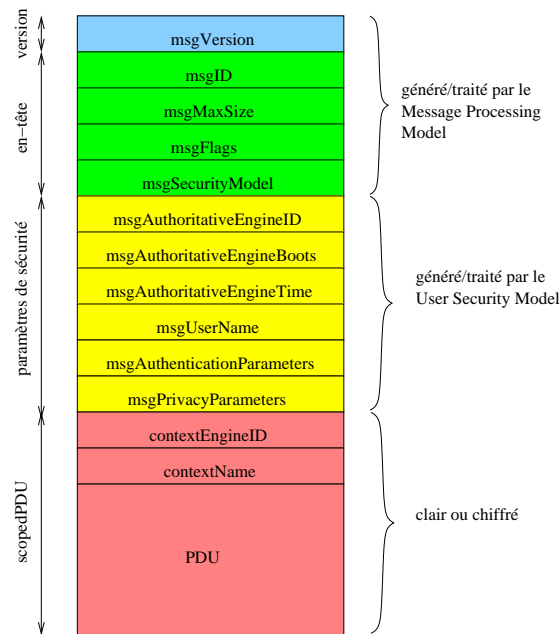 version
msgVersion
en-tête
msgID
msgMaxSize
msgFlags
msgSecurityModel
généré/traité par le
Message Processing
Model
paramètres de sécurité
msgAuthoritativeEngineID
msgAuthoritativeEngineBoots
msgAuthoritativeEngineTime
msgUserName
msgAuthenticationParameters
msgPrivacyParameters
généré/traité par le
User Security Model
scopedPDU
contextEngineID
contextName
PDU
clair ou chiffré